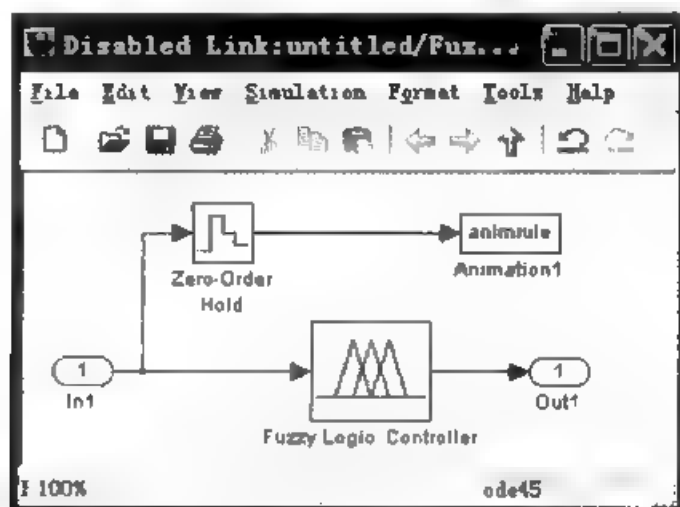 Disabled Link:untitled/Fuz...
File Edit View Simulation Format Tools Help
animrule
Zero-Order
Hold
Animation1
1
In1
1
Out1
Fuzzy Logic Controller
100%
ode45